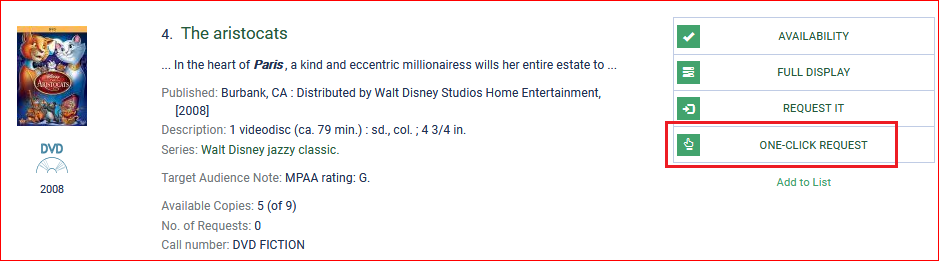 DVD
Disney
ARISTOCATS
DVD
2008
4. The aristocats
... In the heart of Paris, a kind and eccentric millionairess wills her entire estate to ...
Published: Burbank, CA : Distributed by Walt Disney Studios Home Entertainment,
[2008]
Description: 1 videodisc (ca. 79 min.) : sd., col. ; 4 3/4 in.
Series: Walt Disney jazzy classic.
Target Audience Note: MPAA rating: G.
Available Copies: 5 (of 9)
No. of Requests: 0
Call number: DVD FICTION
AVAILABILITY
FULL DISPLAY
REQUEST IT
ONE-CLICK REQUEST
Add to List